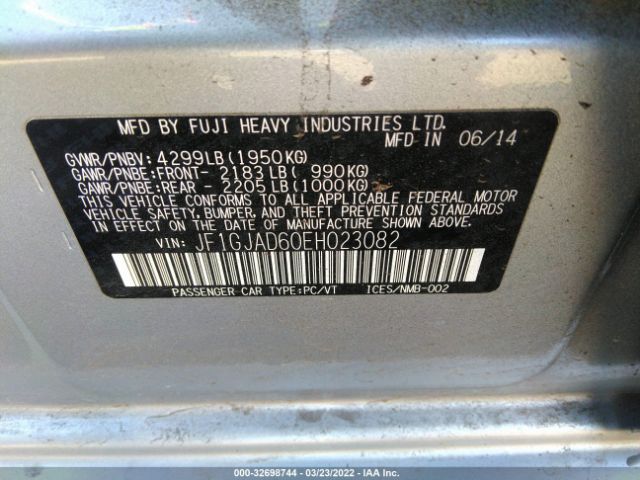 MFD BY FUJI HEAVY INDUSTRIES LTD.
MFD IN 06/14
GVWR/PNBV: 4299LB(1950KG)
GAWR/PNBE:FRONT- 2183LB( 990KG)
GAWR/PNBE:REAR - 2205LB(1000KG)
THIS VEHICLE CONFORMS TO ALL APPLICABLE FEDERAL MOTOR
VEHICLE SAFETY, BUMPER, AND THEFT PREVENTION STANDARDS
IN EFFECT ON THE DATE OF MANUFACTURE SHOWN ABOVE.
VIN: JF1GJAD60EH023082
PASSENGER CAR TYPE:PC/VT ICES/NMB-002
000-32698744 - 03/23/2022 - IAA Inc.